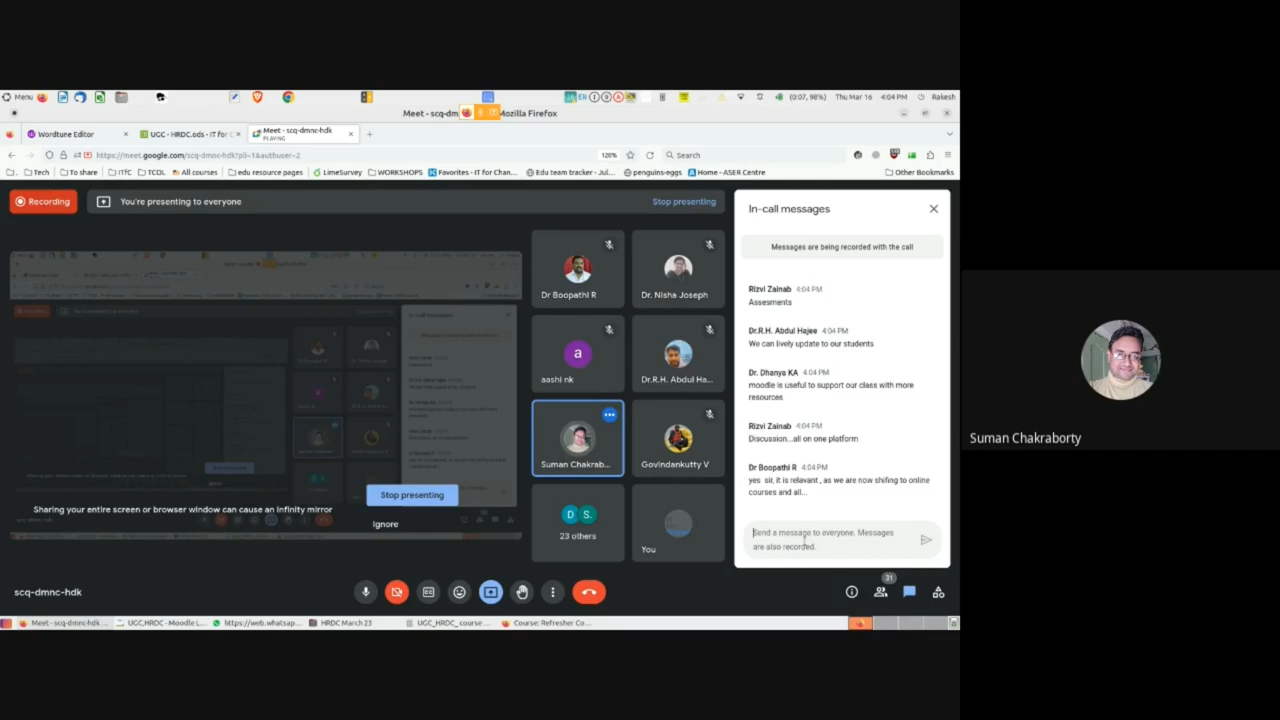 Menu
EN
(0:07, 98%)
Thu Mar 16
4:04 PM
Rakesh
Meet - scq-dm
Mozilla Firefox
Wordtune Editor
UGC - HRDC.ods - IT for C
Meet - scq-dmnc-hdk
PLAYING
https://meet.google.com/scq-dmnc-hdk?pli=1&authuser=2
120%
Search
Tech
To share
ITfC
TCOL
All courses
edu resource pages
LimeSurvey
WORKSHOPS
Favorites - IT for Chan...
Edu team tracker - Jul...
penguins-eggs
Home - ASER Centre
Other Bookmarks
Recording
You're presenting to everyone
Stop presenting
Stop presenting
Sharing your entire screen or browser window can cause an infinity mirror
Ignore
Dr Boopathi R
Dr. Nisha Joseph
a
aashi nk
Dr.R.H. Abdul Ha...
Suman Chakrab...
Govindankutty V
D S.
23 others
You
In-call messages
Messages are being recorded with the call
Rizvi Zainab 4:04 PM
Assesments
Dr.R.H. Abdul Hajee 4:04 PM
We can lively update to our students
Dr. Dhanya KA 4:04 PM
moodle is useful to support our class with more
resources
Rizvi Zainab 4:04 PM
Discussion...all on one platform
Dr Boopathi R 4:04 PM
yes sir, it is relavant , as we are now shifing to online
courses and all...
Send a message to everyone. Messages
are also recorded.
Suman Chakraborty
scq-dmnc-hdk
31
Meet - scq-dmnc-hdk ...
UGC,HRDC - Moodle L...
https://web.whatsap...
HRDC March 23
UGC_HRDC_course ...
Course: Refresher Co...